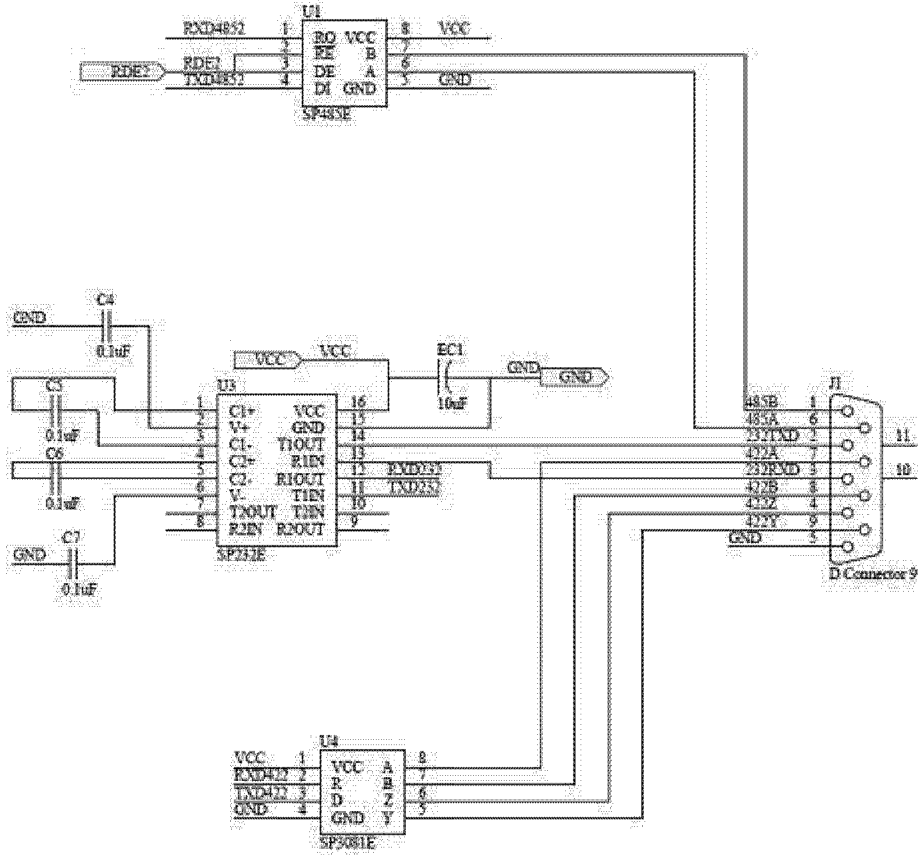 U1
RXD4852 1 RO VCC 8 VCC
2 RE B 7
RDE2 RDE2 3 DE A 6
TXD4852 4 DI GND 5 GND
SP485E
C4
GND
0.1uF
VCC VCC
EC1
10uF
GND GND
C5
0.1uF
C6
0.1uF
U3
1 C1+ VCC 16
2 V+ GND 15
3 C1- T1OUT 14
4 C2+ R1IN 13
5 C2- R1OUT 12 RXD232
6 V- T1IN 11 TXD232
7 T2OUT T2IN 10
8 R2IN R2OUT 9
SP232E
C7
GND
0.1uF
J1
485B 1
485A 6
232TXD 2
422A 7
232RXD 3
422B 8
422Z 4
422Y 9
GND 5
11
10
D Connector 9
U4
VCC 1 VCC A 8
RXD422 2 R B 7
TXD422 3 D Z 6
GND 4 GND Y 5
SP3081E